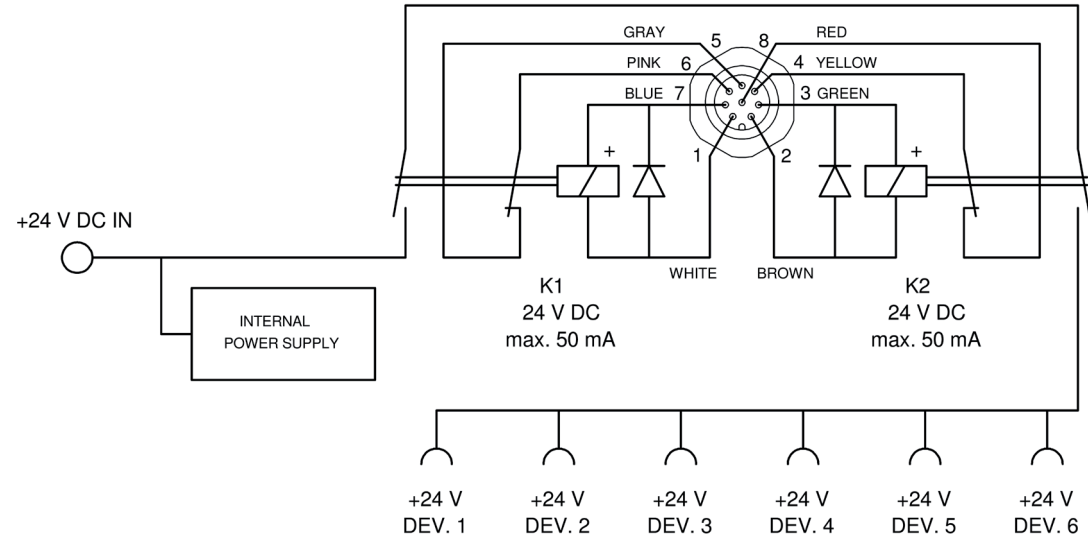 GRAY 5 8 RED
PINK 6 4 YELLOW
BLUE 7 3 GREEN
1 2
+ +
+24 V DC IN
WHITE BROWN
K1 K2
24 V DC 24 V DC
max. 50 mA max. 50 mA
INTERNAL
POWER SUPPLY
+24 V +24 V +24 V +24 V +24 V +24 V
DEV. 1 DEV. 2 DEV. 3 DEV. 4 DEV. 5 DEV. 6